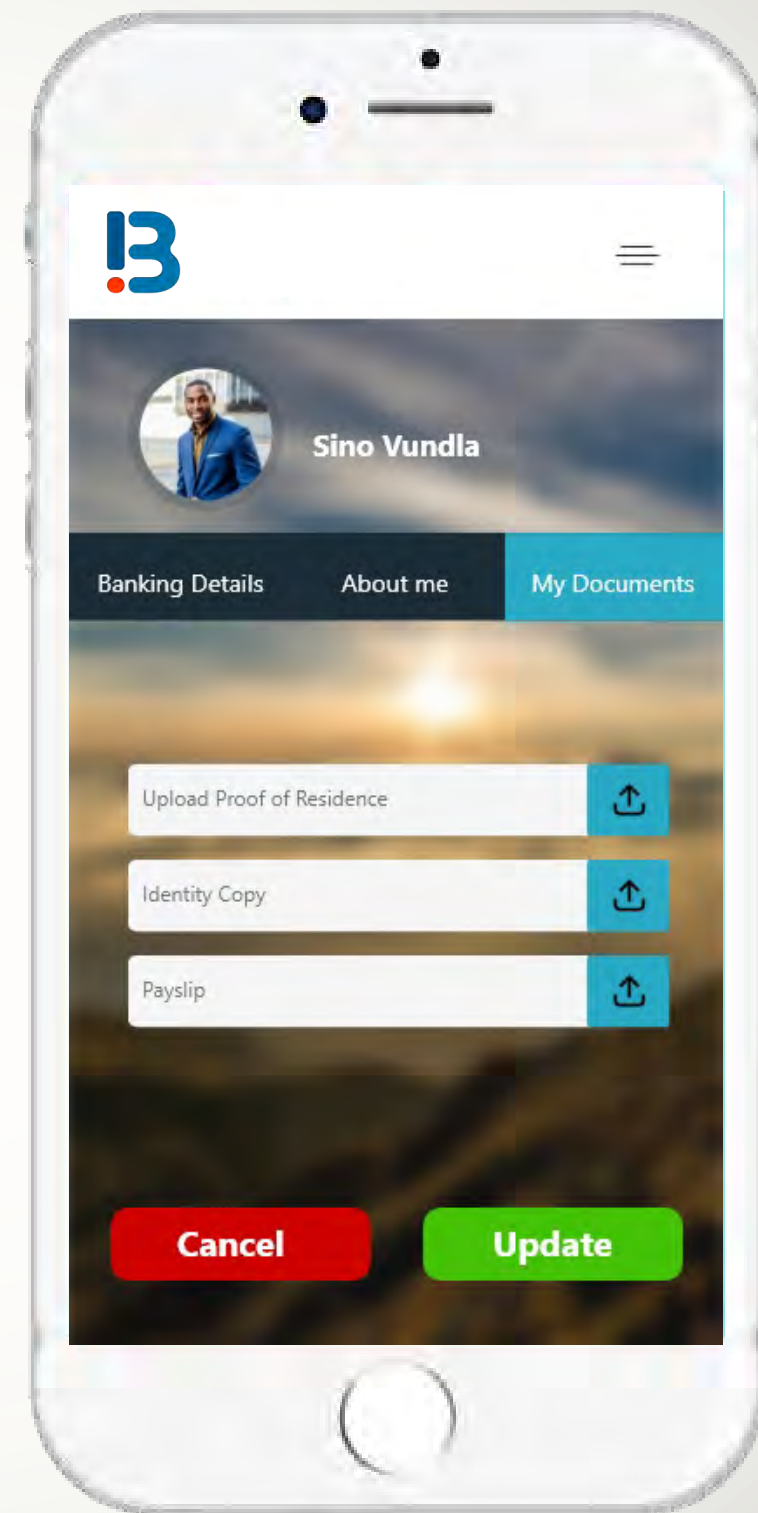 B
Sino Vundla
Banking Details About me My Documents
Upload Proof of Residence
Identity Copy
Payslip
Cancel Update